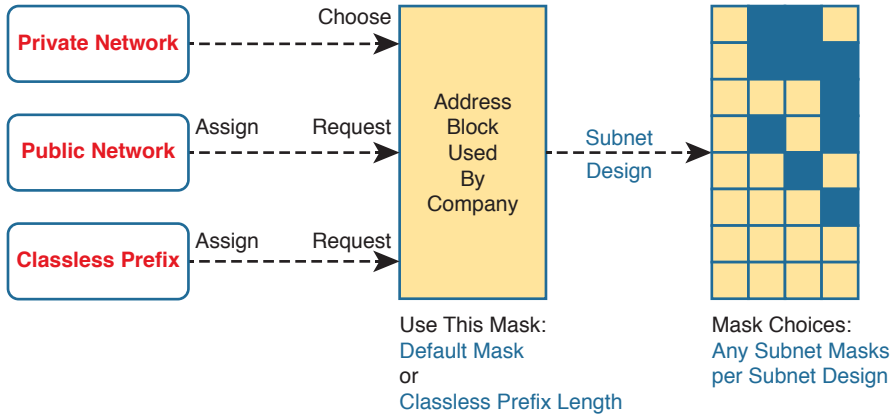 Private Network
Choose
Public Network
Assign
Request
Classless Prefix
Assign
Request
Address
Block
Used
By
Company
Subnet
Design
Use This Mask:
Default Mask
or
Classless Prefix Length
Mask Choices:
Any Subnet Masks
per Subnet Design